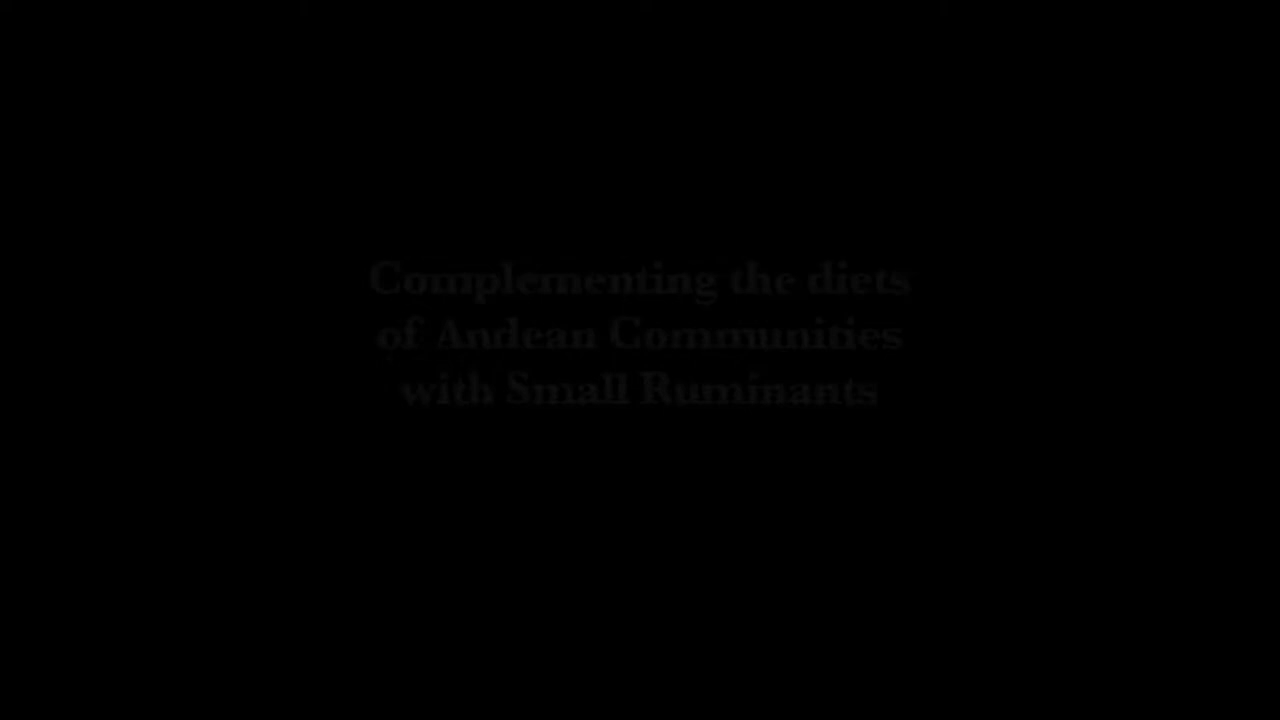 Complementing the diets
of Andean Communities
with Small Ruminants